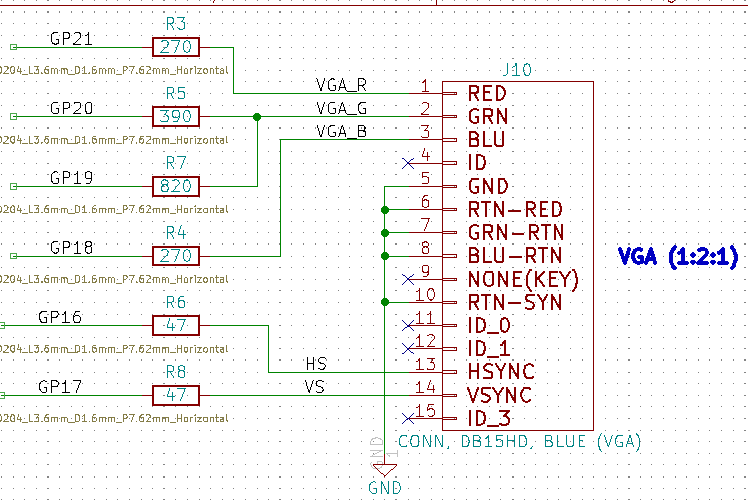 R3
GP21
270
0204_L3.6mm_D1.6mm_P7.62mm_Horizontal
R5
GP20
390
0204_L3.6mm_D1.6mm_P7.62mm_Horizontal
R7
GP19
820
0204_L3.6mm_D1.6mm_P7.62mm_Horizontal
R4
GP18
270
0204_L3.6mm_D1.6mm_P7.62mm_Horizontal
R6
GP16
47
0204_L3.6mm_D1.6mm_P7.62mm_Horizontal
R8
GP17
47
0204_L3.6mm_D1.6mm_P7.62mm_Horizontal
J10
VGA_R 1 RED
VGA_G 2 GRN
VGA_B 3 BLU
4 ID
5 GND
6 RTN-RED
7 GRN-RTN
8 BLU-RTN
9 NONE(KEY)
10 RTN-SYN
11 ID_0
12 ID_1
HS 13 HSYNC
VS 14 VSYNC
15 ID_3
CONN, DB15HD, BLUE (VGA)
GND
1
GND
VGA (1:2:1)